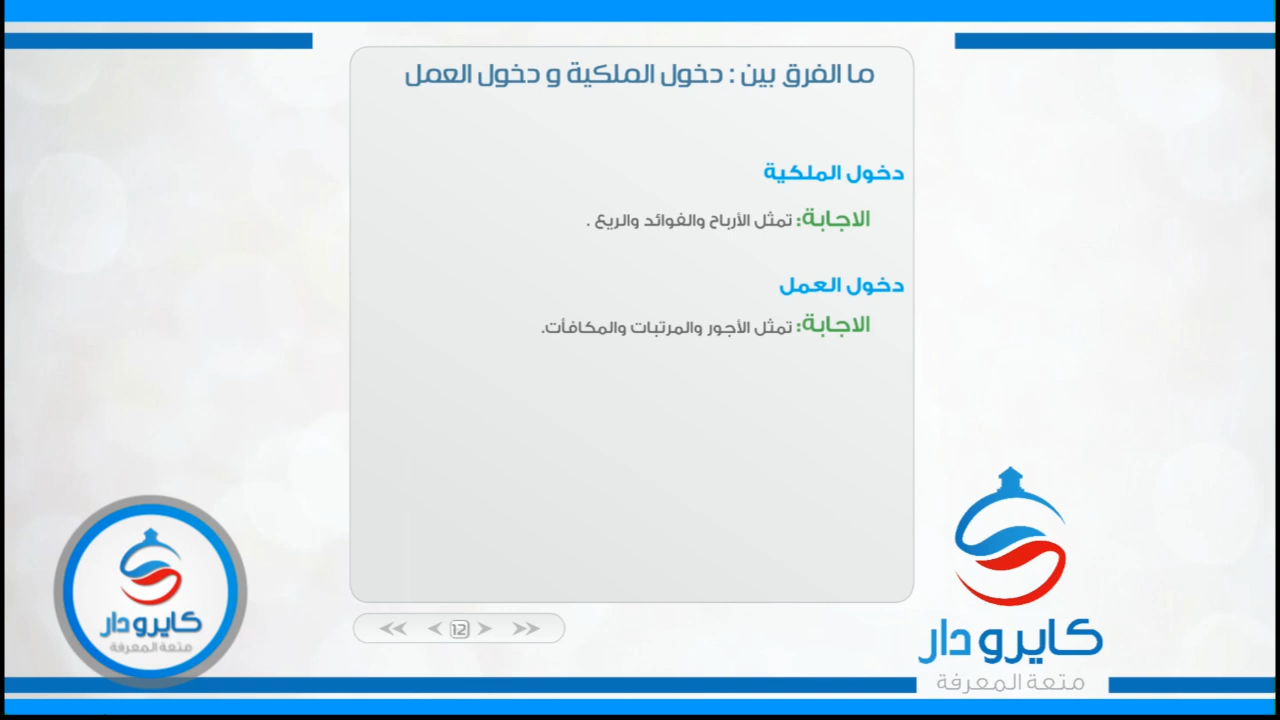 ما الفرق بين : دخول الملكية و دخول العمل
دخول الملكية
الاجابة: تمثل الأرباح والفوائد والريع .
دخول العمل
الاجابة: تمثل الأجور والمرتبات والمكافأت.
12
كايرو دار
متعة المعرفة
كايرو دار
متعة المعرفة